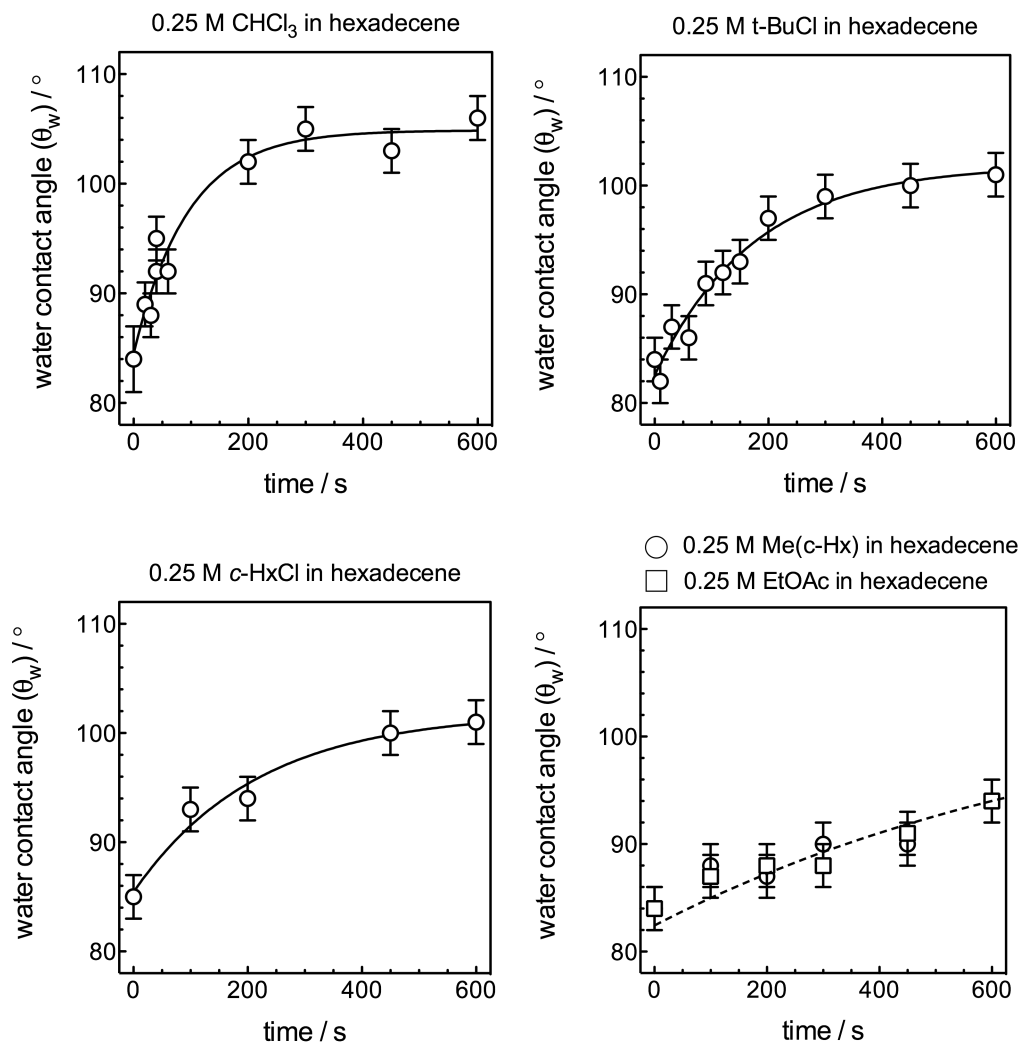 0.25 M CHCl3 in hexadecene
110
100
90
80
0 200 400 600
water contact angle (θw) / °
time / s
0.25 M t-BuCl in hexadecene
110
100
90
80
0 200 400 600
water contact angle (θw) / °
time / s
0.25 M c-HxCl in hexadecene
110
100
90
80
0 200 400 600
water contact angle (θw) / °
time / s
0.25 M Me(c-Hx) in hexadecene
0.25 M EtOAc in hexadecene
110
100
90
80
0 200 400 600
water contact angle (θw) / °
time / s